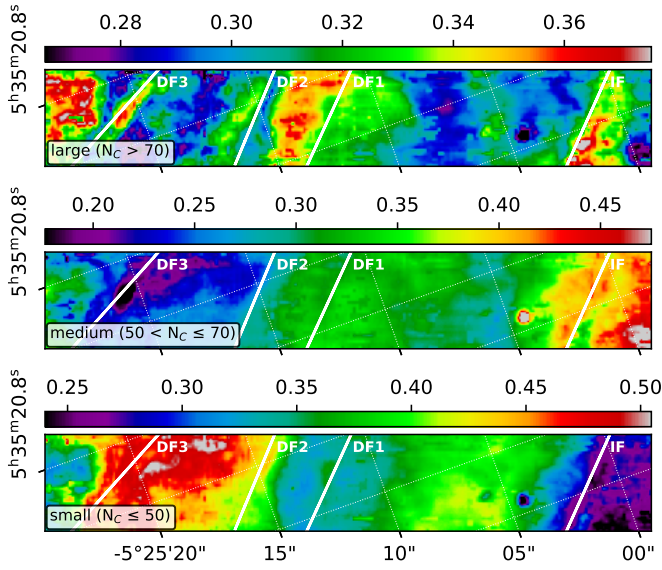 0.28 0.30 0.32 0.34 0.36
5ʰ35ᵐ20.8ˢ
DF3 DF2 DF1 IF
large (N_C > 70)
0.20 0.25 0.30 0.35 0.40 0.45
5ʰ35ᵐ20.8ˢ
DF3 DF2 DF1 IF
medium (50 < N_C ≤ 70)
0.25 0.30 0.35 0.40 0.45 0.50
5ʰ35ᵐ20.8ˢ
DF3 DF2 DF1 IF
small (N_C ≤ 50)
-5°25'20" 15" 10" 05" 00"